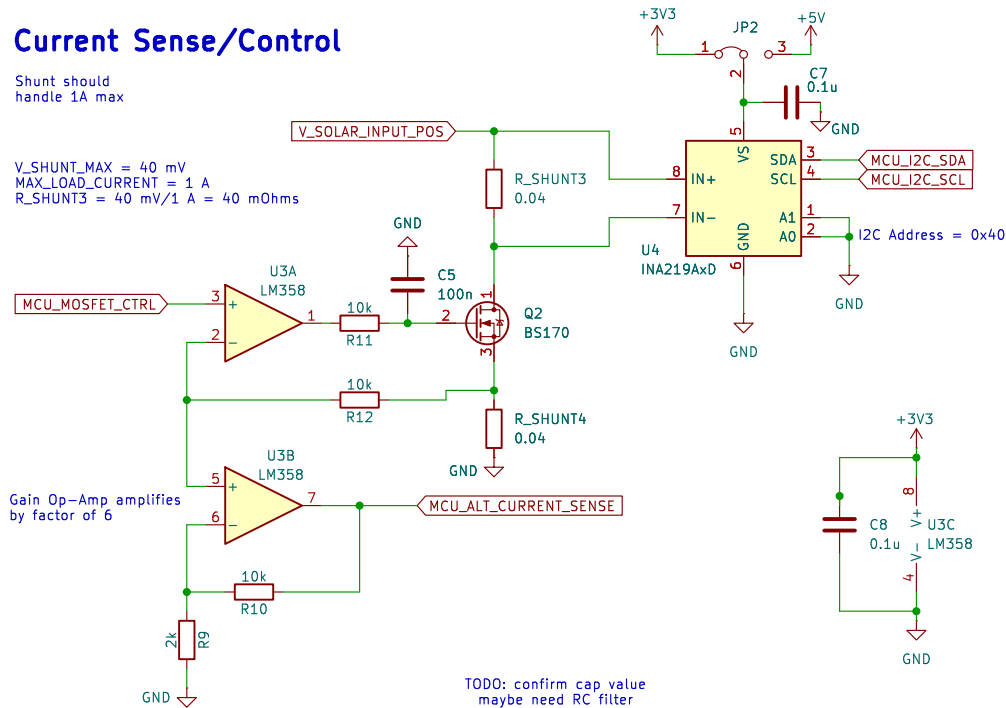 Current Sense/Control
Shunt should
handle 1A max
V_SHUNT_MAX = 40 mV
MAX_LOAD_CURRENT = 1 A
R_SHUNT3 = 40 mV/1 A = 40 mOhms
+3V3
JP2
+5V
1
3
2
C7
0.1u
GND
V_SOLAR_INPUT_POS
5
VS
8
IN+
7
IN-
SDA
3
MCU_I2C_SDA
SCL
4
MCU_I2C_SCL
A1
1
A0
2
I2C Address = 0x40
GND
6
U4
INA219AxD
GND
GND
R_SHUNT3
0.04
GND
C5
100n
U3A
LM358
MCU_MOSFET_CTRL
3
+
2
−
1
10k
R11
2
1
3
Q2
BS170
10k
R12
R_SHUNT4
0.04
GND
U3B
LM358
Gain Op-Amp amplifies
by factor of 6
5
+
6
−
7
MCU_ALT_CURRENT_SENSE
10k
R10
2k
R9
GND
+3V3
8
V+
C8
0.1u
U3C
LM358
V-
4
GND
TODO: confirm cap value
maybe need RC filter